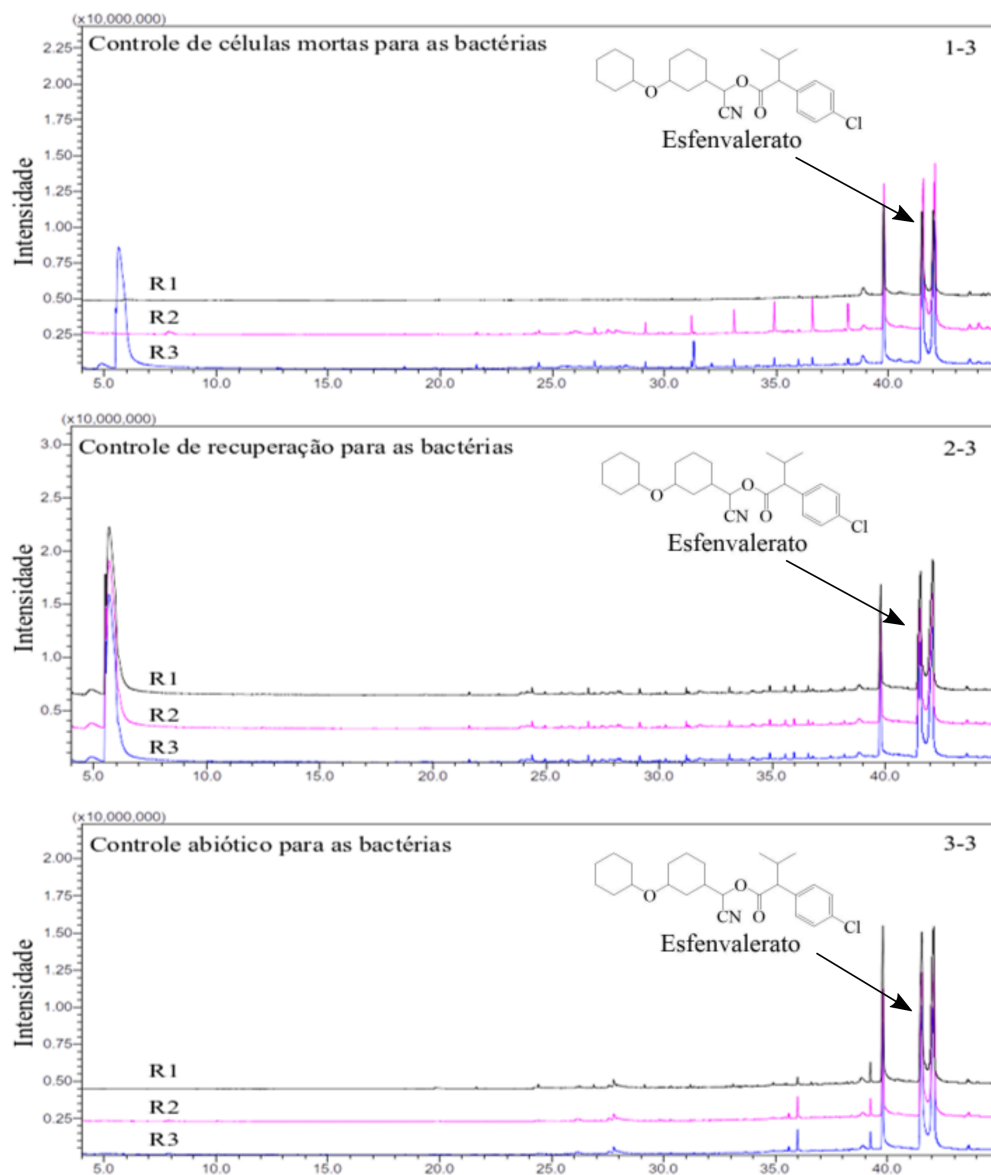 (x10,000,000)
Controle de células mortas para as bactérias
1-3
O
O
CN
O
Cl
Esfenvalerato
Intensidade
2.25
2.00
1.75
1.50
1.25
1.00
0.75
0.50
0.25
R1
R2
R3
5.0 10.0 15.0 20.0 25.0 30.0 35.0 40.0
(x10,000,000)
Controle de recuperação para as bactérias
2-3
O
O
CN
O
Cl
Esfenvalerato
Intensidade
3.0
2.5
2.0
1.5
1.0
0.5
R1
R2
R3
5.0 10.0 15.0 20.0 25.0 30.0 35.0 40.0
(x10,000,000)
Controle abiótico para as bactérias
3-3
O
O
CN
O
Cl
Esfenvalerato
Intensidade
2.00
1.75
1.50
1.25
1.00
0.75
0.50
0.25
R1
R2
R3
5.0 10.0 15.0 20.0 25.0 30.0 35.0 40.0